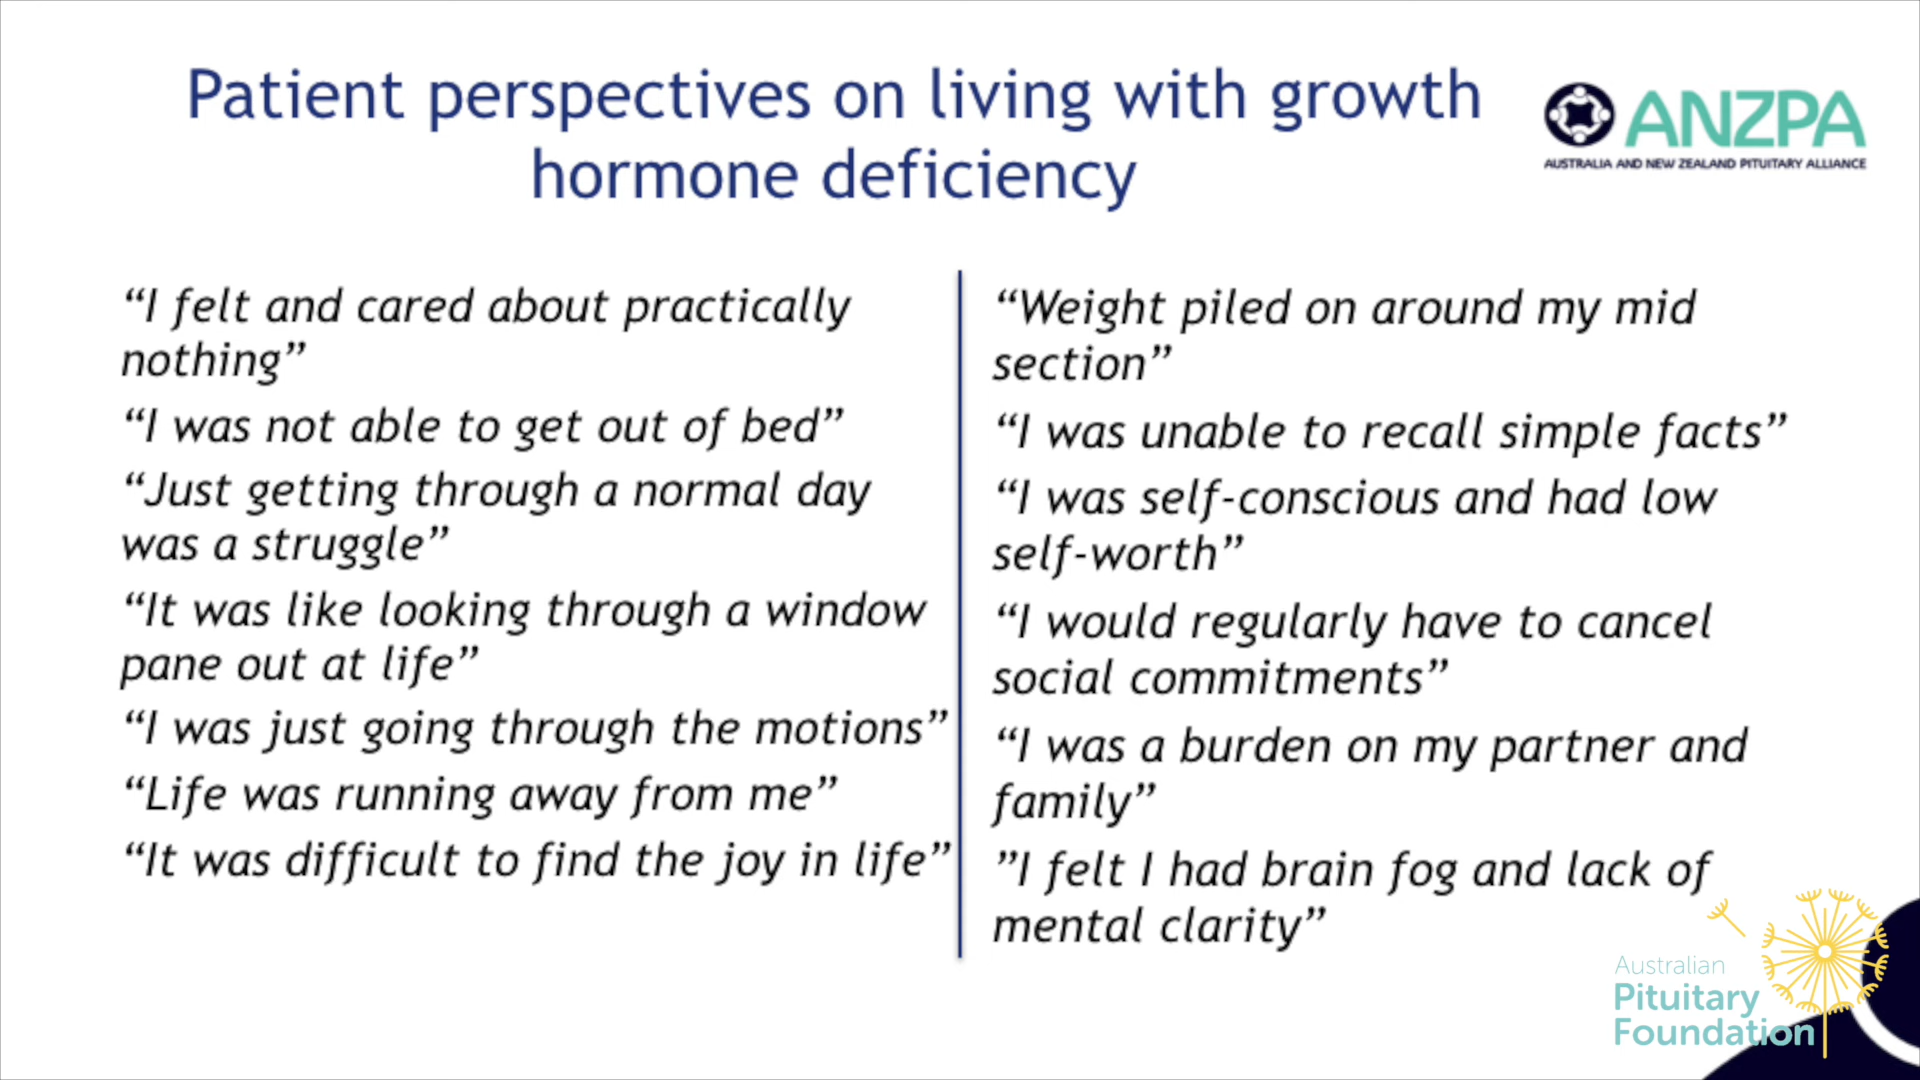 Patient perspectives on living with growth
hormone deficiency
ANZPA
AUSTRALIA AND NEW ZEALAND PITUITARY ALLIANCE
“I felt and cared about practically
nothing”
“I was not able to get out of bed”
“Just getting through a normal day
was a struggle”
“It was like looking through a window
pane out at life”
“I was just going through the motions”
“Life was running away from me”
“It was difficult to find the joy in life”
“Weight piled on around my mid
section”
“I was unable to recall simple facts”
“I was self-conscious and had low
self-worth”
“I would regularly have to cancel
social commitments”
“I was a burden on my partner and
family”
”I felt I had brain fog and lack of
mental clarity”
Australian
Pituitary
Foundation